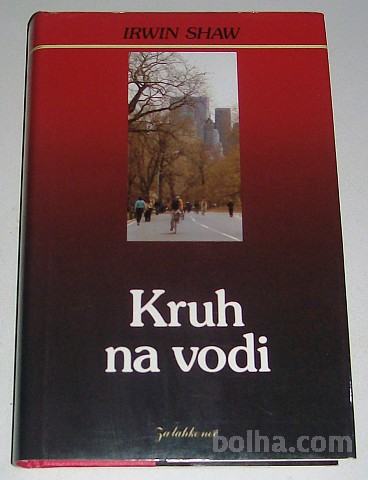 IRWIN SHAW
Kruh
na vodi
Za lahko noč
bolha.com